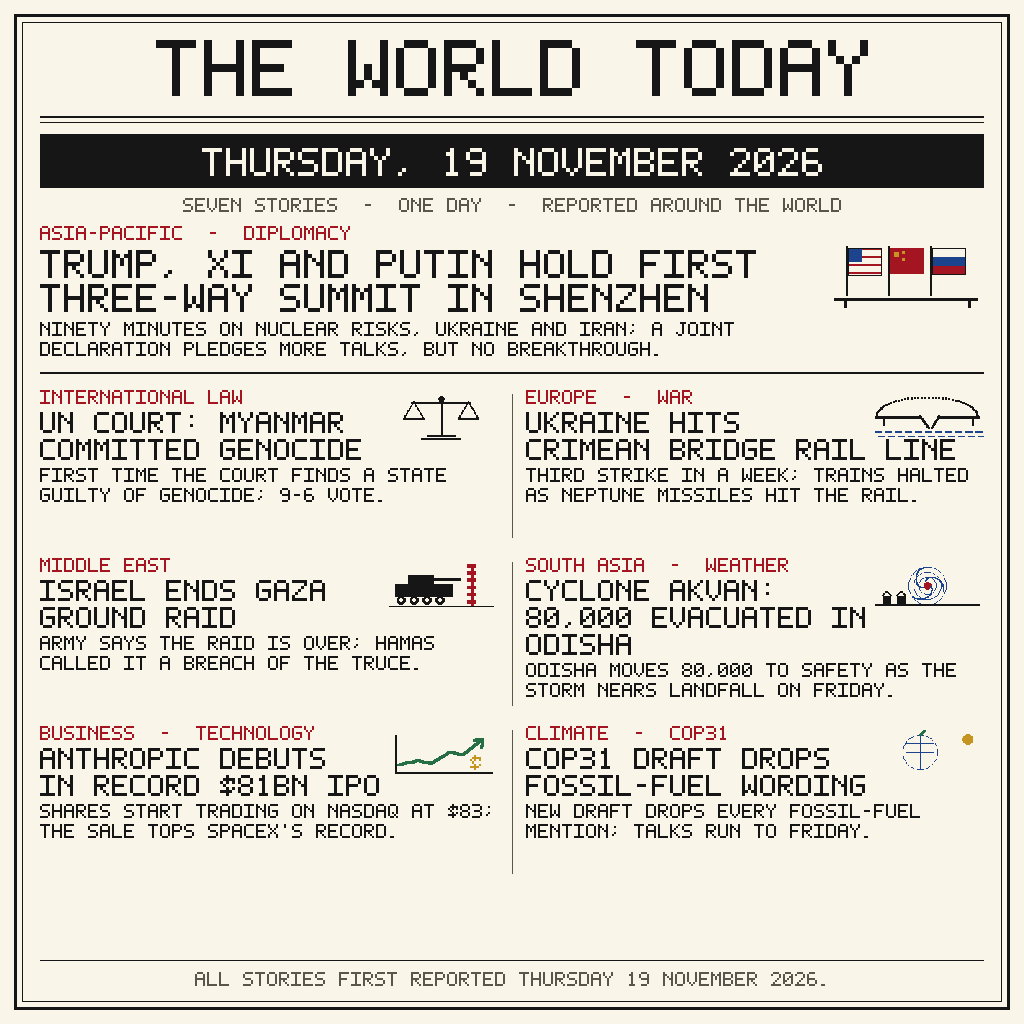 THE WORLD TODAY
THURSDAY, 19 NOVEMBER 2026
SEVEN STORIES - ONE DAY - REPORTED AROUND THE WORLD
ASIA-PACIFIC - DIPLOMACY
TRUMP, XI AND PUTIN HOLD FIRST
THREE-WAY SUMMIT IN SHENZHEN
NINETY MINUTES ON NUCLEAR RISKS, UKRAINE AND IRAN; A JOINT
DECLARATION PLEDGES MORE TALKS, BUT NO BREAKTHROUGH.
INTERNATIONAL LAW
UN COURT: MYANMAR
COMMITTED GENOCIDE
FIRST TIME THE COURT FINDS A STATE
GUILTY OF GENOCIDE; 9-6 VOTE.
EUROPE - WAR
UKRAINE HITS
CRIMEAN BRIDGE RAIL LINE
THIRD STRIKE IN A WEEK; TRAINS HALTED
AS NEPTUNE MISSILES HIT THE RAIL.
MIDDLE EAST
ISRAEL ENDS GAZA
GROUND RAID
ARMY SAYS THE RAID IS OVER; HAMAS
CALLED IT A BREACH OF THE TRUCE.
SOUTH ASIA - WEATHER
CYCLONE AKVAN:
80,000 EVACUATED IN
ODISHA
ODISHA MOVES 80,000 TO SAFETY AS THE
STORM NEARS LANDFALL ON FRIDAY.
BUSINESS - TECHNOLOGY
ANTHROPIC DEBUTS
IN RECORD $81BN IPO
$
SHARES START TRADING ON NASDAQ AT $83;
THE SALE TOPS SPACEX'S RECORD.
CLIMATE - COP31
COP31 DRAFT DROPS
FOSSIL-FUEL WORDING
NEW DRAFT DROPS EVERY FOSSIL-FUEL
MENTION; TALKS RUN TO FRIDAY.
ALL STORIES FIRST REPORTED THURSDAY 19 NOVEMBER 2026.